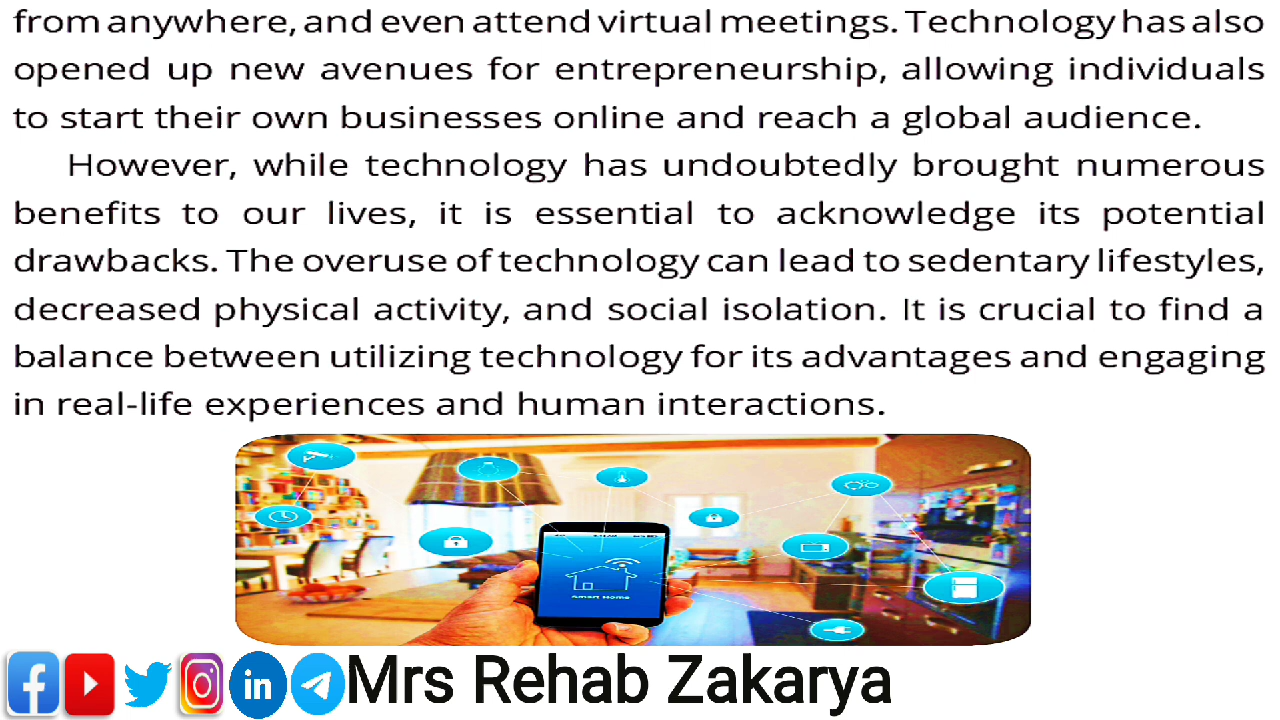 from anywhere, and even attend virtual meetings. Technology has also
opened up new avenues for entrepreneurship, allowing individuals
to start their own businesses online and reach a global audience.
However, while technology has undoubtedly brought numerous
benefits to our lives, it is essential to acknowledge its potential
drawbacks. The overuse of technology can lead to sedentary lifestyles,
decreased physical activity, and social isolation. It is crucial to find a
balance between utilizing technology for its advantages and engaging
in real-life experiences and human interactions.
Smart Home
Mrs Rehab Zakarya